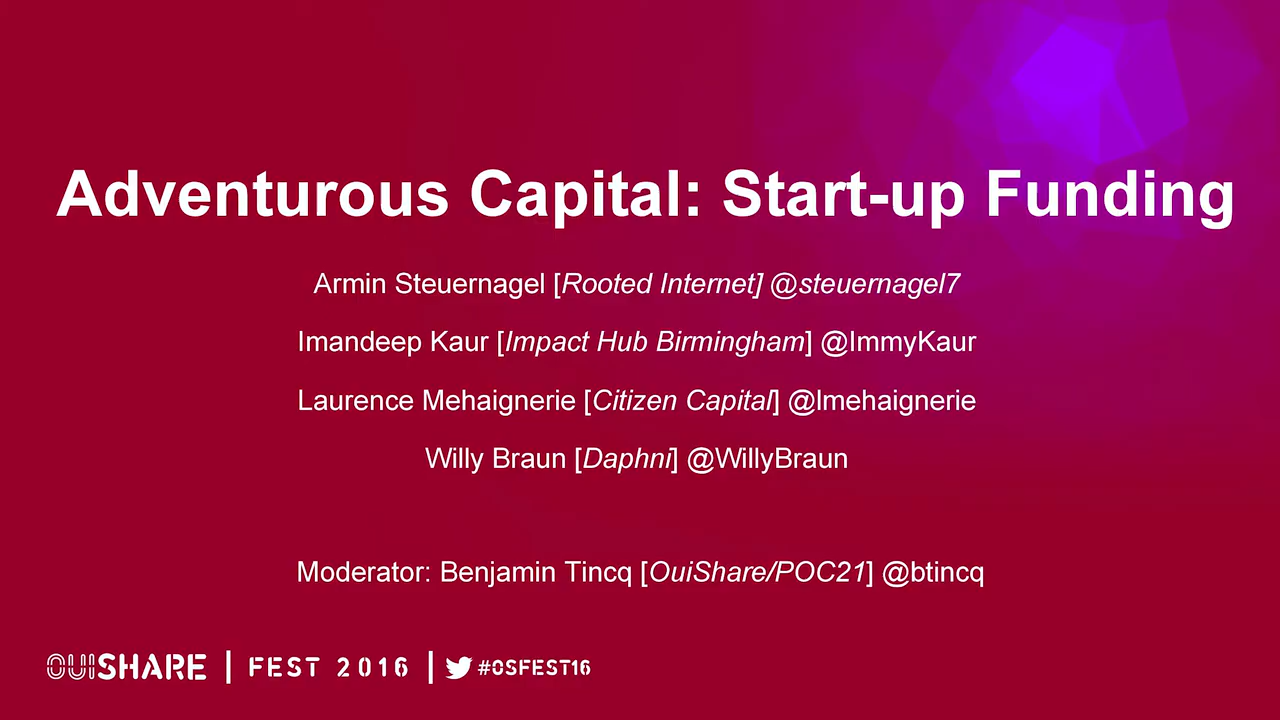 Adventurous Capital: Start-up Funding
Armin Steuernagel [Rooted Internet] @steuernagel7
Imandeep Kaur [Impact Hub Birmingham] @ImmyKaur
Laurence Mehaignerie [Citizen Capital] @lmehaignerie
Willy Braun [Daphni] @WillyBraun
Moderator: Benjamin Tincq [OuiShare/POC21] @btincq
OUISHARE | FEST 2016 | #OSFEST16